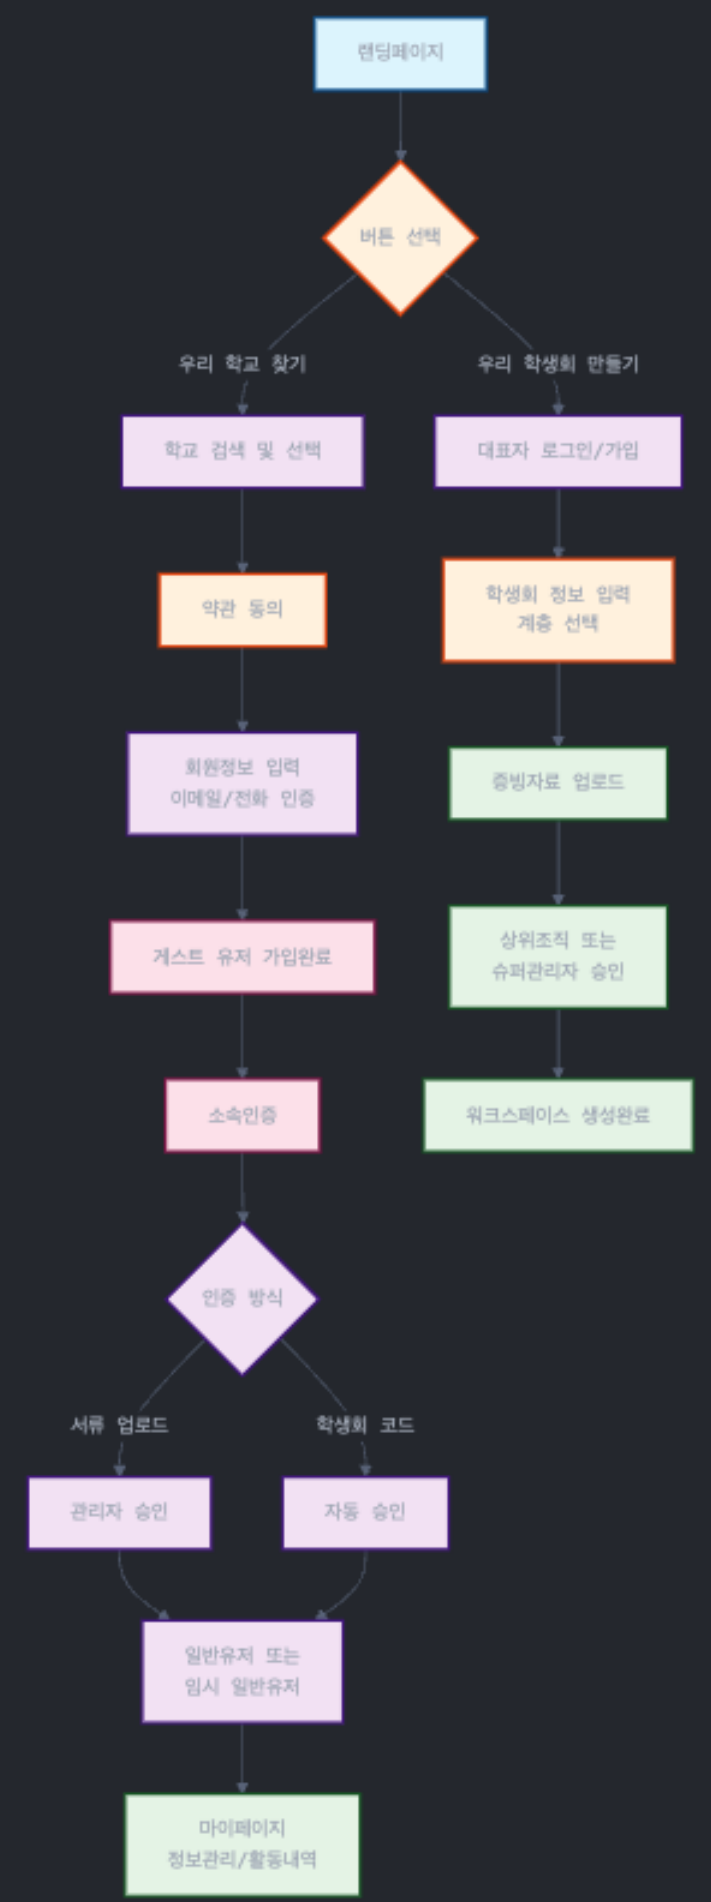 랜딩페이지
버튼 선택
우리 학교 찾기
우리 학생회 만들기
학교 검색 및 선택
대표자 로그인/가입
약관 동의
학생회 정보 입력
계층 선택
회원정보 입력
이메일/전화 인증
증빙자료 업로드
게스트 유저 가입완료
상위조직 또는
슈퍼관리자 승인
소속인증
워크스페이스 생성완료
인증 방식
서류 업로드
학생회 코드
관리자 승인
자동 승인
일반유저 또는
임시 일반유저
마이페이지
정보관리/활동내역